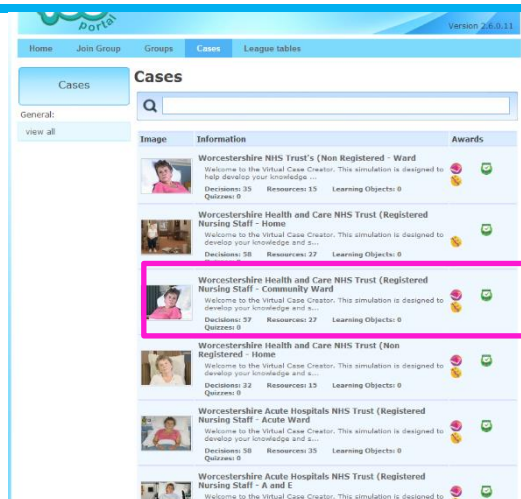 portal
Version 2.6.0.11
Home Join Group Groups Cases League tables
Cases
General:
view all
Cases
Image Information Awards
Worcestershire NHS Trust's (Non Registered - Ward
Welcome to the Virtual Case Creator. This simulation is designed to
help develop your knowledge ...
Decisions: 35 Resources: 15 Learning Objects: 0
Quizzes: 0
Worcestershire Health and Care NHS Trust (Registered
Nursing Staff - Home
Welcome to the Virtual Case Creator. This simulation is designed to
develop your knowledge and s...
Decisions: 58 Resources: 27 Learning Objects: 0
Worcestershire Health and Care NHS Trust (Registered
Nursing Staff - Community Ward
Welcome to the Virtual Case Creator. This simulation is designed to
develop your knowledge and s...
Decisions: 57 Resources: 27 Learning Objects: 0
Quizzes: 0
Worcestershire Health and Care NHS Trust (Non
Registered - Home
Welcome to the Virtual Case Creator. This simulation is designed to
develop your knowledge and s...
Decisions: 22 Resources: 15 Learning Objects: 0
Quizzes: 0
Worcestershire Acute Hospitals NHS Trust (Registered
Nursing Staff - Acute Ward
Welcome to the Virtual Case Creator. This simulation is designed to
develop your knowledge and s...
Decisions: 58 Resources: 35 Learning Objects: 0
Quizzes: 0
Worcestershire Acute Hospitals NHS Trust (Registered
Nursing Staff - A and E
Welcome to the Virtual Case Creator. This simulation is designed to